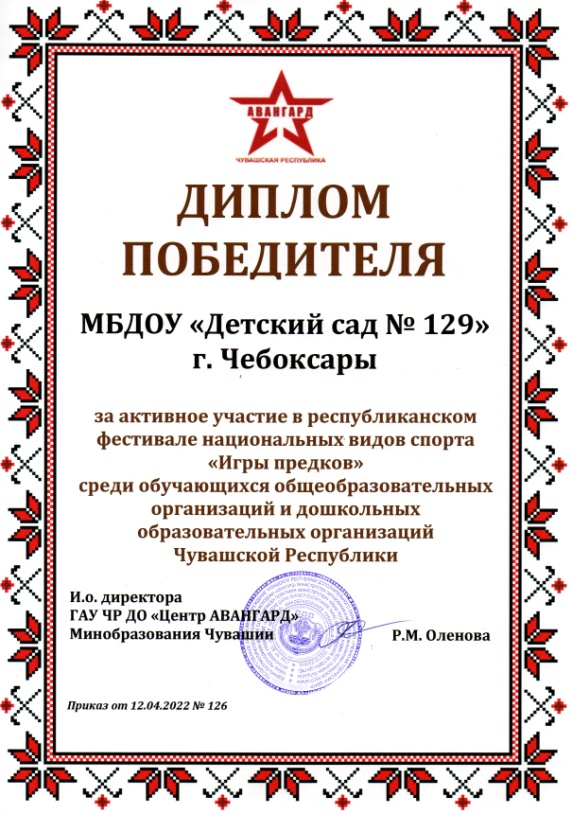 АВАНГАРД
ЧУВАШСКАЯ РЕСПУБЛИКА
ДИПЛОМ
ПОБЕДИТЕЛЯ
МБДОУ «Детский сад № 129»
г. Чебоксары
за активное участие в республиканском
фестивале национальных видов спорта
«Игры предков»
среди обучающихся общеобразовательных
организаций и дошкольных
образовательных организаций
Чувашской Республики
И.о. директора
ГАУ ЧР ДО «Центр АВАНГАРД»
Минобразования Чувашии Р.М. Оленова
Приказ от 12.04.2022 № 126